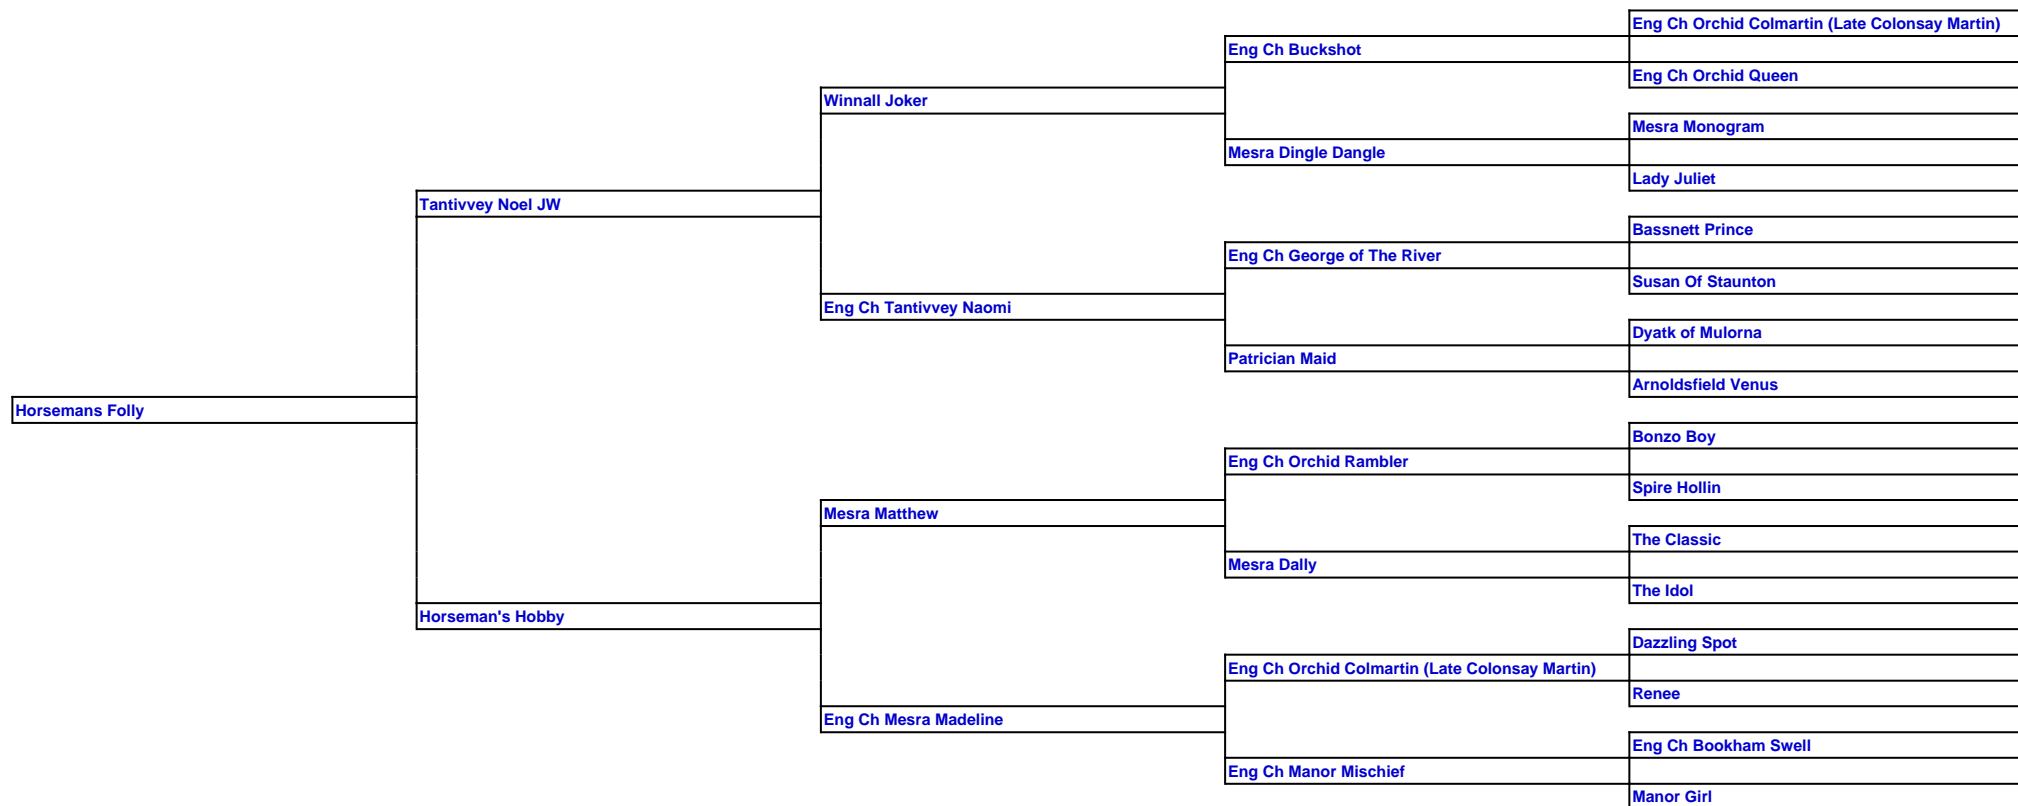 Eng Ch Orchid Colmartin (Late Colonsay Martin)
Eng Ch Buckshot
Eng Ch Orchid Queen
Winnall Joker
Mesra Monogram
Mesra Dingle Dangle
Lady Juliet
Tantivvey Noel JW
Bassnett Prince
Eng Ch George of The River
Susan Of Staunton
Eng Ch Tantivvey Naomi
Dyatk of Mulorna
Patrician Maid
Arnoldsfield Venus
Horsemans Folly
Bonzo Boy
Eng Ch Orchid Rambler
Spire Hollin
Mesra Matthew
The Classic
Mesra Dally
The Idol
Horseman's Hobby
Dazzling Spot
Eng Ch Orchid Colmartin (Late Colonsay Martin)
Renee
Eng Ch Mesra Madeline
Eng Ch Bookham Swell
Eng Ch Manor Mischief
Manor Girl